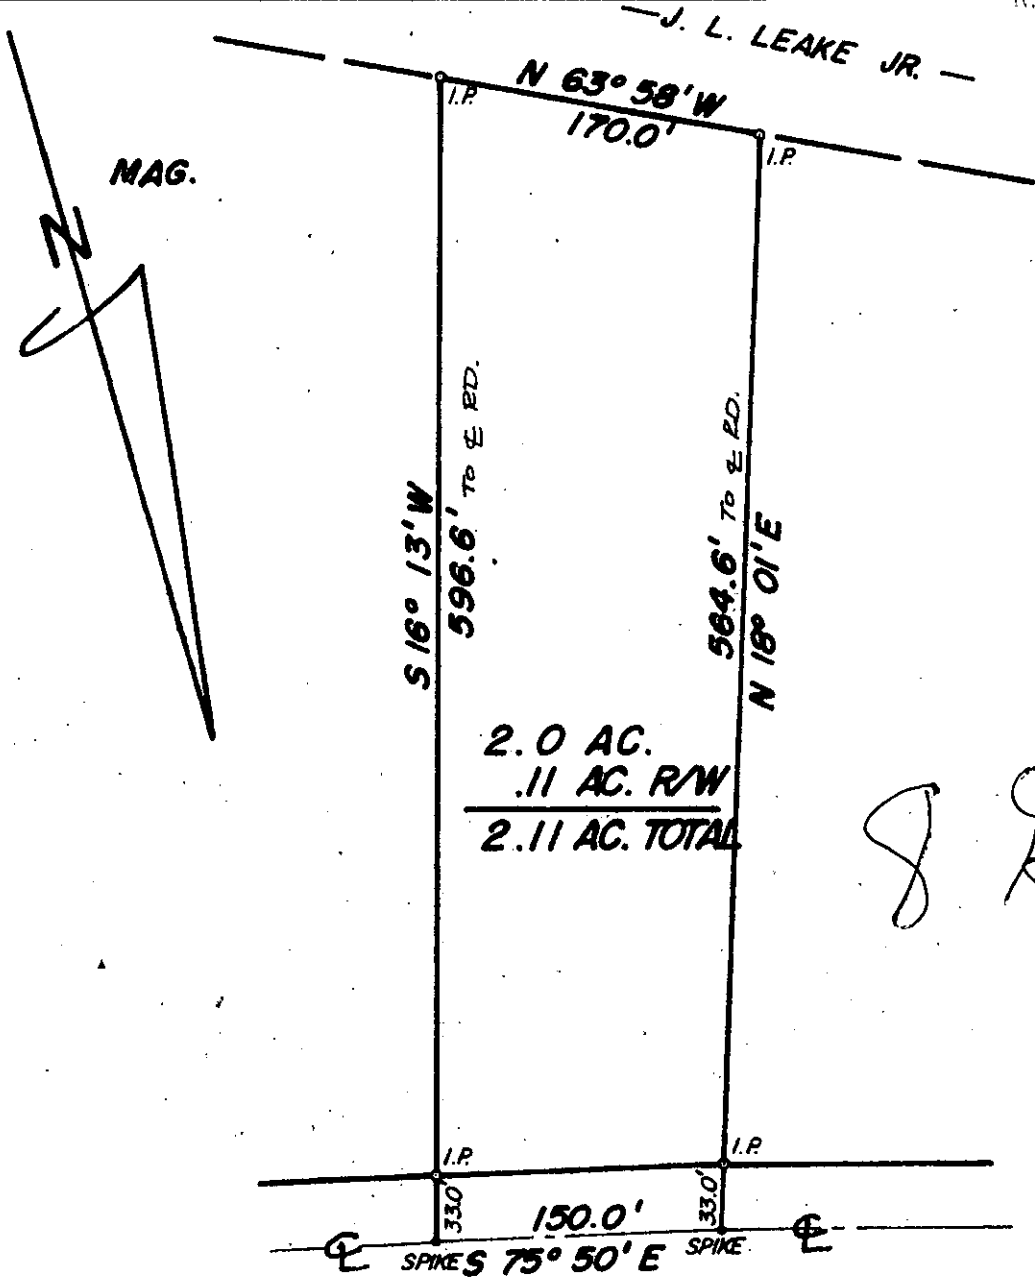 —J. L. LEAKE JR.—
N 63° 58' W
170.0'
I.P.
I.P.
MAG.
N
S 16° 13' W
596.6' TO ℄ RD.
564.6' TO ℄ RD.
N 18° 01' E
2.0 AC.
.11 AC. R/W
2.11 AC. TOTAL
8
I.P.
I.P.
33.0'
33.0'
150.0'
℄
SPIKE
S 75° 50' E
SPIKE
℄